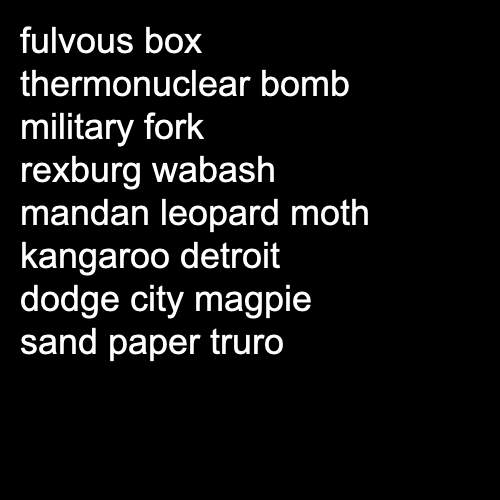 fulvous box
thermonuclear bomb
military fork
rexburg wabash
mandan leopard moth
kangaroo detroit
dodge city magpie
sand paper truro